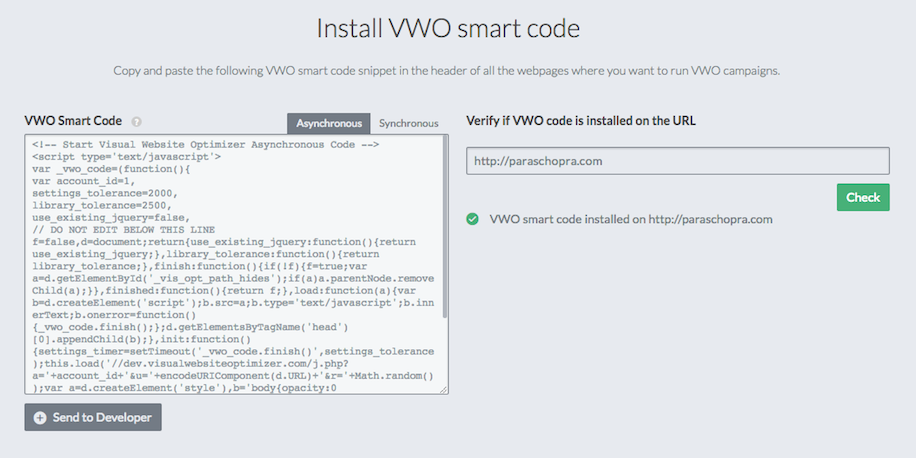 Install VWO smart code
Copy and paste the following VWO smart code snippet in the header of all the webpages where you want to run VWO campaigns.
VWO Smart Code ?
Asynchronous Synchronous
<!-- Start Visual Website Optimizer Asynchronous Code -->
<script type='text/javascript'>
var _vwo_code=(function(){
var account_id=1,
settings_tolerance=2000,
library_tolerance=2500,
use_existing_jquery=false,
// DO NOT EDIT BELOW THIS LINE
f=false,d=document;return{use_existing_jquery:function(){return
use_existing_jquery;},library_tolerance:function(){return
library_tolerance;},finish:function(){if(!f){f=true;var
a=d.getElementById('_vis_opt_path_hides');if(a)a.parentNode.remove
Child(a);}},finished:function(){return f;},load:function(a){var
b=d.createElement('script');b.src=a;b.type='text/javascript';b.inn
erText;b.onerror=function()
{_vwo_code.finish();};d.getElementsByTagName('head')
[0].appendChild(b);},init:function()
{settings_timer=setTimeout('_vwo_code.finish()',settings_tolerance
);this.load('//dev.visualwebsiteoptimizer.com/j.php?
a='+account_id+'&u='+encodeURIComponent(d.URL)+'&r='+Math.random()
);var a=d.createElement('style'),b='body{opacity:0
Send to Developer
Verify if VWO code is installed on the URL
http://paraschopra.com
Check
VWO smart code installed on http://paraschopra.com